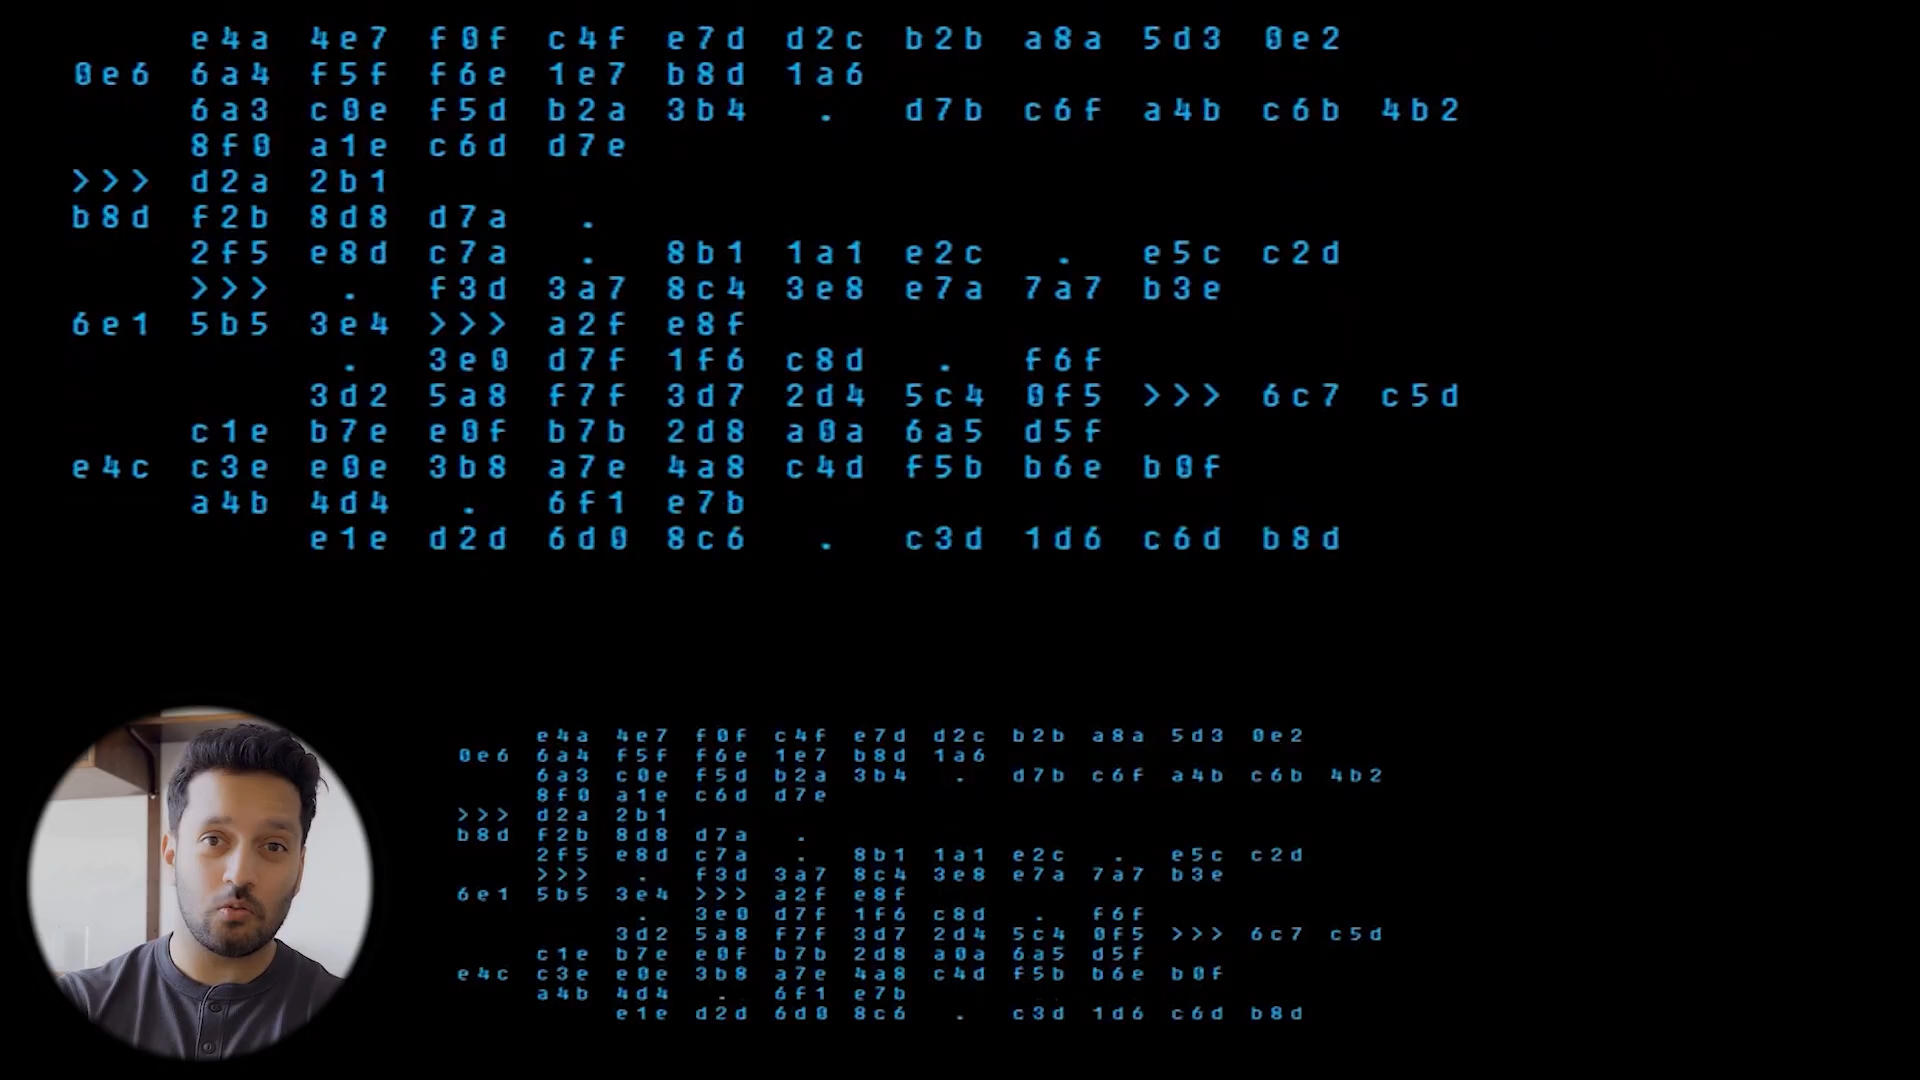 e4a 4e7 f0f c4f e7d d2c b2b a8a 5d3 0e2
0e6 6a4 f5f f6e 1e7 b8d 1a6
6a3 c0e f5d b2a 3b4 . d7b c6f a4b c6b 4b2
8f0 a1e c6d d7e
>>> d2a 2b1
b8d f2b 8d8 d7a .
2f5 e8d c7a . 8b1 1a1 e2c . e5c c2d
>>> . f3d 3a7 8c4 3e8 e7a 7a7 b3e
6e1 5b5 3e4 >>> a2f e8f
. 3e0 d7f 1f6 c8d . f6f
3d2 5a8 f7f 3d7 2d4 5c4 0f5 >>> 6c7 c5d
c1e b7e e0f b7b 2d8 a0a 6a5 d5f
e4c c3e e0e 3b8 a7e 4a8 c4d f5b b6e b0f
a4b 4d4 . 6f1 e7b
e1e d2d 6d0 8c6 . c3d 1d6 c6d b8d
e4a 4e7 f0f c4f e7d d2c b2b a8a 5d3 0e2
0e6 6a4 f5f f6e 1e7 b8d 1a6
6a3 c0e f5d b2a 3b4 . d7b c6f a4b c6b 4b2
8f0 a1e c6d d7e
>>> d2a 2b1
b8d f2b 8d8 d7a .
2f5 e8d c7a . 8b1 1a1 e2c . e5c c2d
>>> . f3d 3a7 8c4 3e8 e7a 7a7 b3e
6e1 5b5 3e4 >>> a2f e8f
. 3e0 d7f 1f6 c8d . f6f
3d2 5a8 f7f 3d7 2d4 5c4 0f5 >>> 6c7 c5d
c1e b7e e0f b7b 2d8 a0a 6a5 d5f
e4c c3e e0e 3b8 a7e 4a8 c4d f5b b6e b0f
a4b 4d4 . 6f1 e7b
e1e d2d 6d0 8c6 . c3d 1d6 c6d b8d